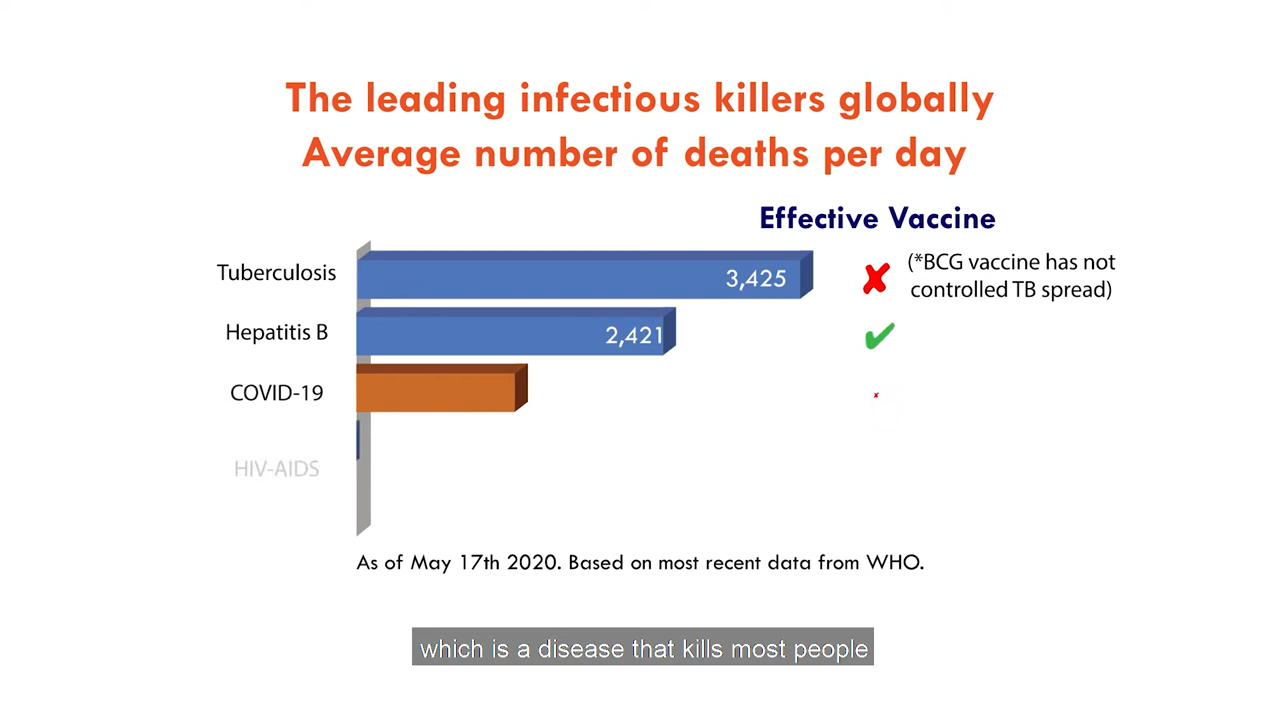 The leading infectious killers globally
Average number of deaths per day
Effective Vaccine
Tuberculosis
3,425
(*BCG vaccine has not
controlled TB spread)
Hepatitis B
2,421
COVID-19
HIV-AIDS
As of May 17th 2020. Based on most recent data from WHO.
which is a disease that kills most people